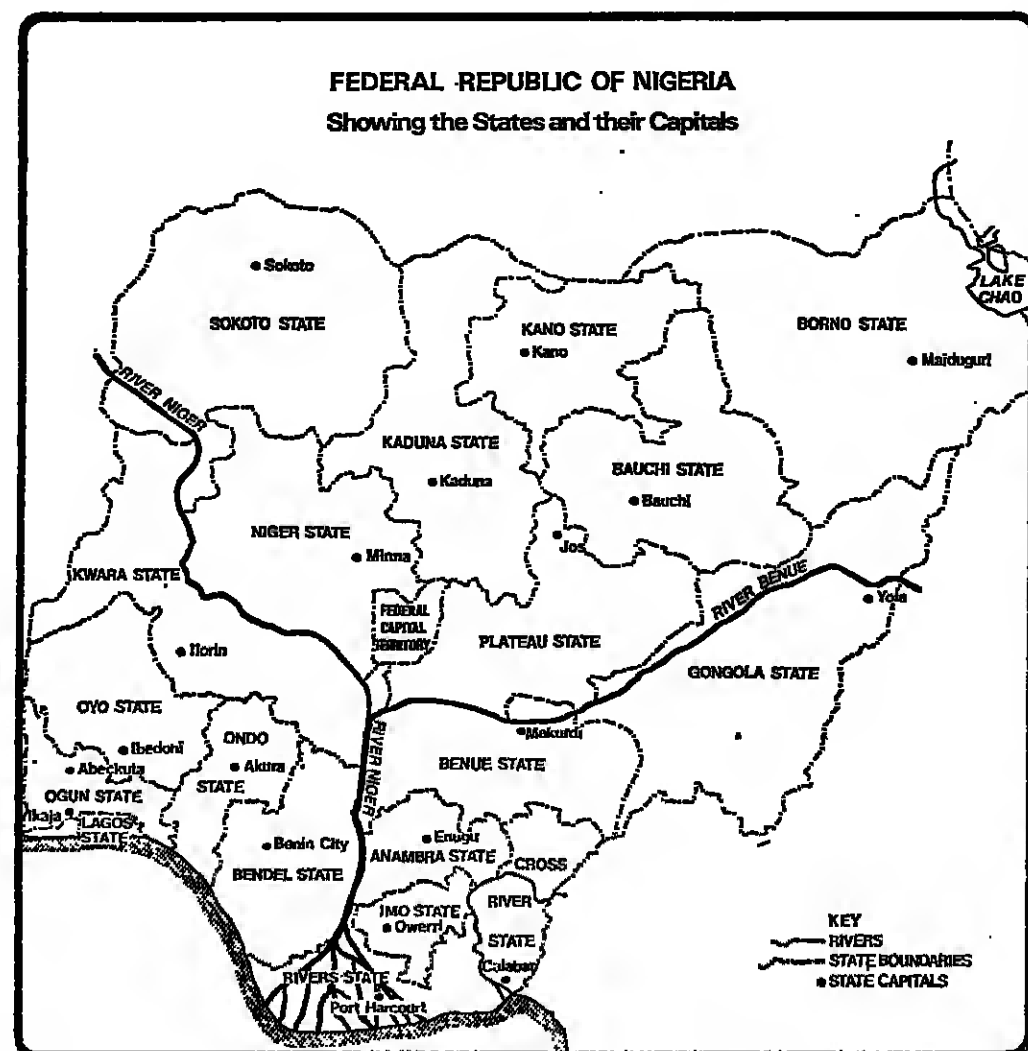 FEDERAL REPUBLIC OF NIGERIA
Showing the States and their Capitals
Sokoto
SOKOTO STATE
LAKE
CHAD
KANO STATE
Kano
BORNO STATE
Maiduguri
RIVER NIGER
KADUNA STATE
Kaduna
BAUCHI STATE
Bauchi
NIGER STATE
Minna
Jos
KWARA STATE
RIVER BENUE
Yola
FEDERAL
CAPITAL
TERRITORY
PLATEAU STATE
Ilorin
GONGOLA STATE
OYO STATE
Ibedoni
ONDO
STATE
Akura
RIVER NIGER
Makurdi
BENUE STATE
Abeckuta
OGUN STATE
Ikaja
LAGOS
STATE
Benin City
BENDEL STATE
Enugu
ANAMBRA STATE
CROSS
RIVER
STATE
IMO STATE
Owerri
Calabar
RIVERS STATE
Port Harcourt
KEY
RIVERS
STATE BOUNDARIES
STATE CAPITALS